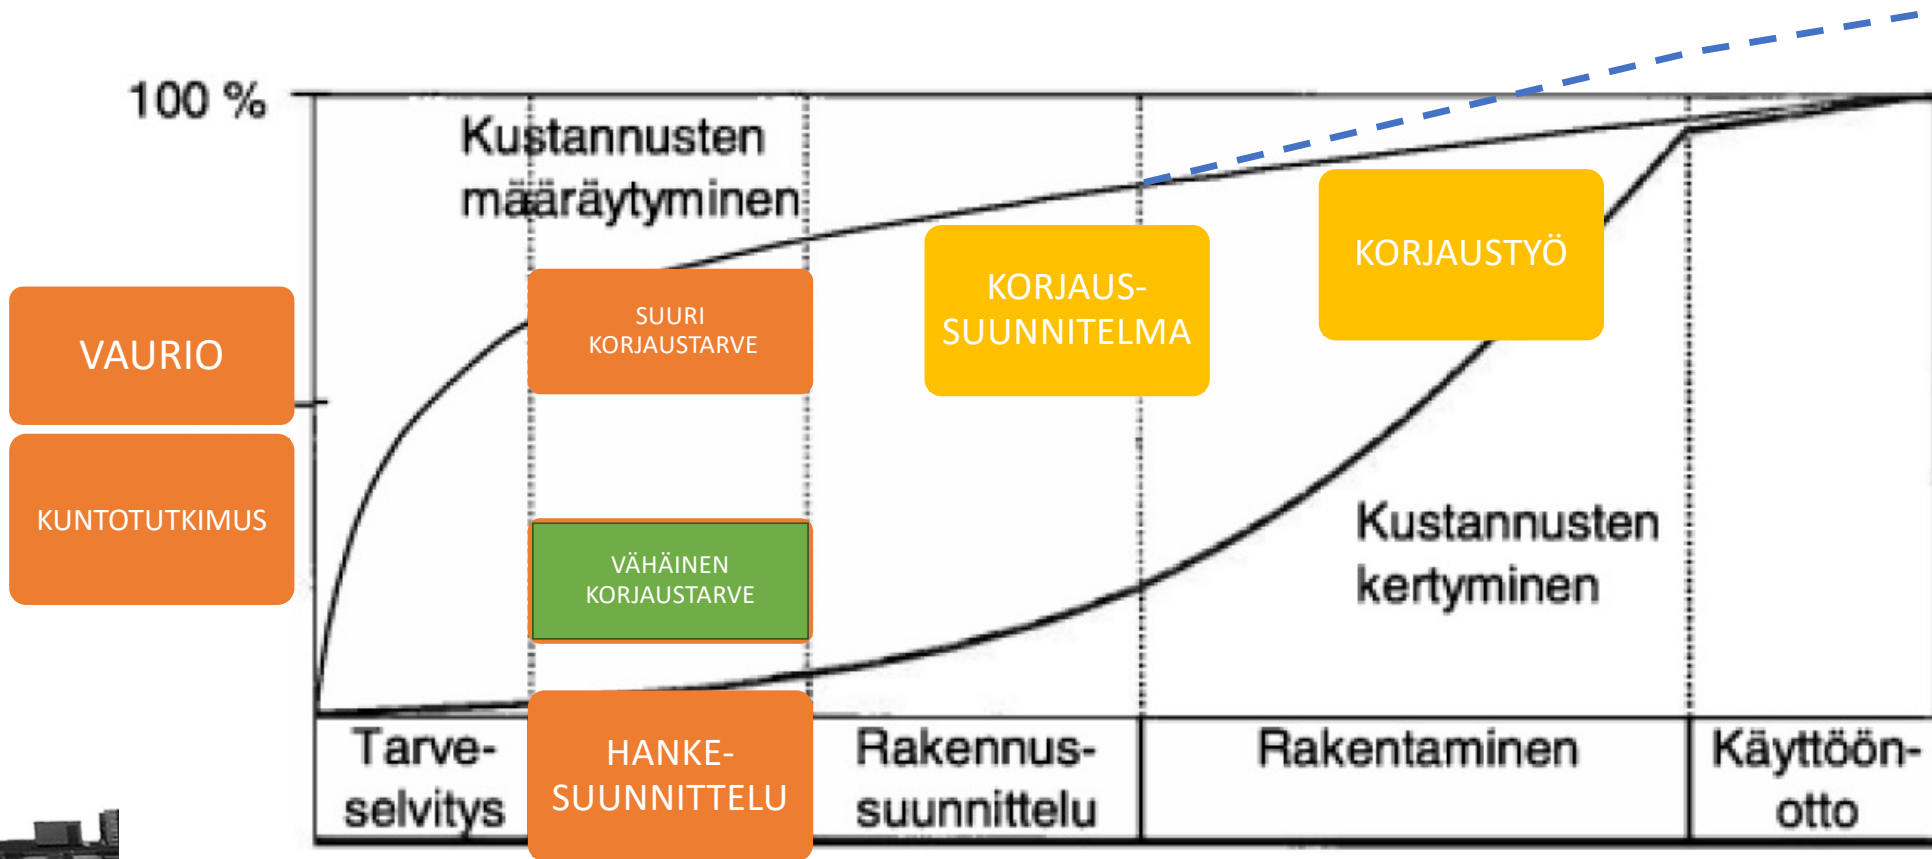 100 %
Kustannusten
määräytyminen
VAURIO
KUNTOTUTKIMUS
SUURI
KORJAUSTARVE
VÄHÄINEN
KORJAUSTARVE
KORJAUS-
SUUNNITELMA
KORJAUSTYÖ
Kustannusten
kertyminen
Tarve-
selvitys
HANKE-
SUUNNITTELU
Rakennus-
suunnittelu
Rakentaminen
Käyttöön-
otto